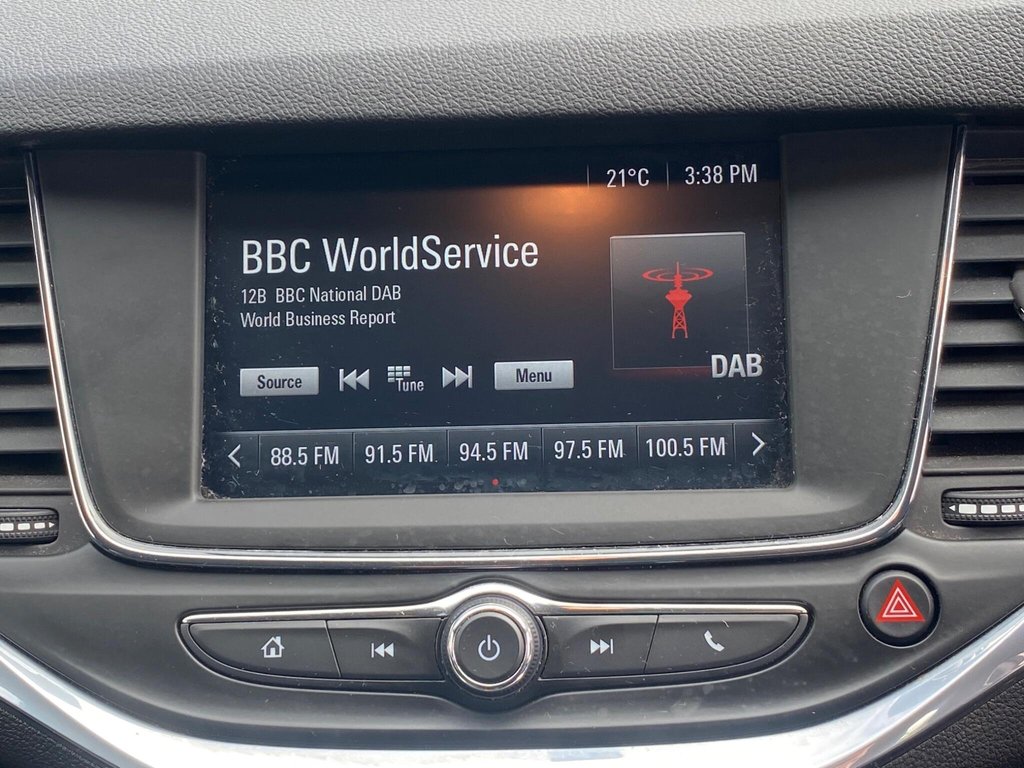 21°C 3:38 PM
BBC WorldService
12B BBC National DAB
World Business Report
DAB
Source Tune Menu
88.5 FM 91.5 FM 94.5 FM 97.5 FM 100.5 FM